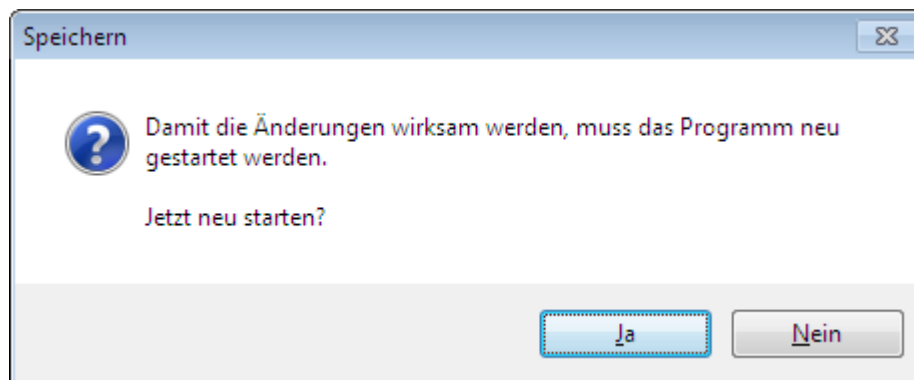 Speichern
Damit die Änderungen wirksam werden, muss das Programm neu
gestartet werden.
Jetzt neu starten?
Ja
Nein